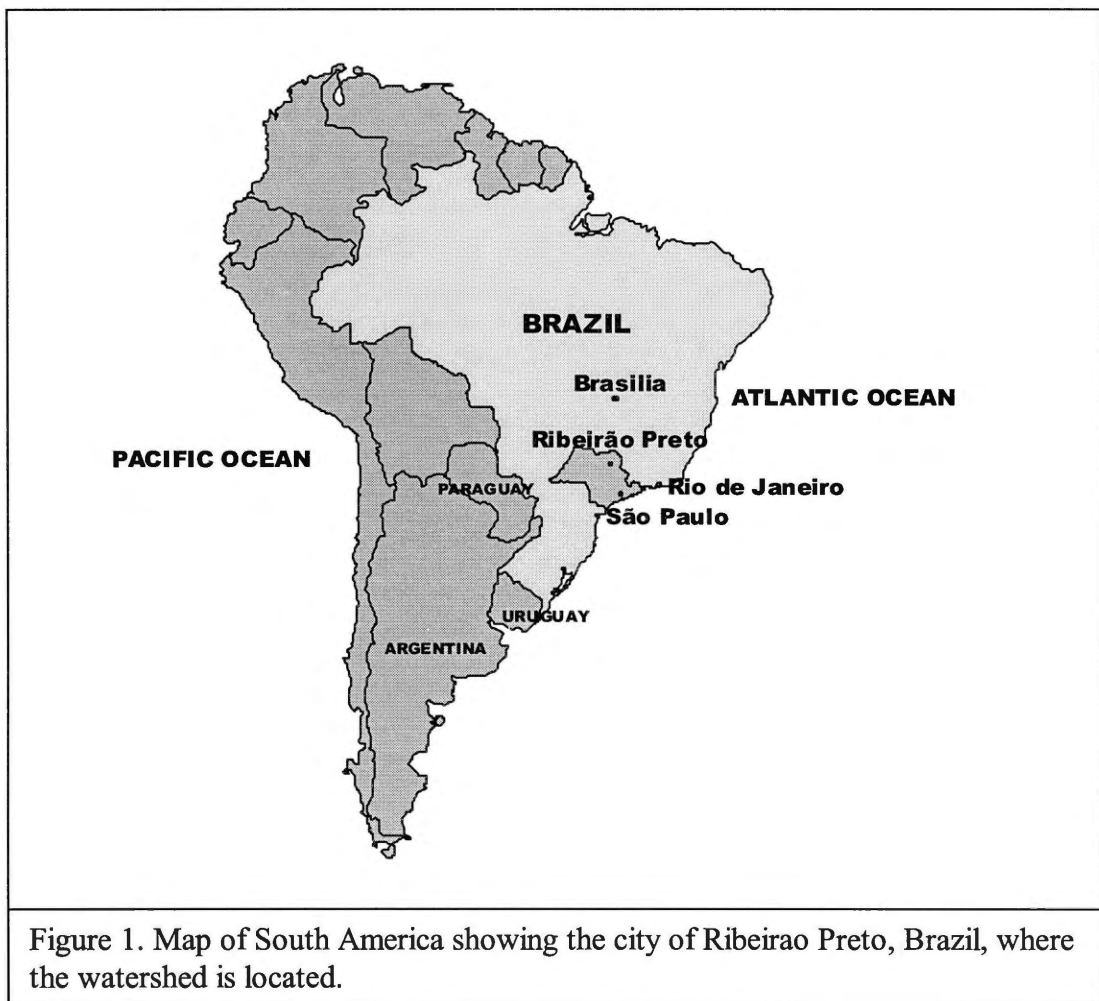 BRAZIL
Brasilia
ATLANTIC OCEAN
Ribeirão Preto
PACIFIC OCEAN
PARAGUAY
Rio de Janeiro
São Paulo
URUGUAY
ARGENTINA
Figure 1. Map of South America showing the city of Ribeirao Preto, Brazil, where
the watershed is located.